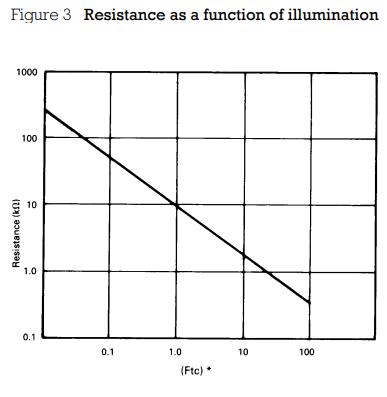 Figure 3 Resistance as a function of illumination
1000
100
10
1.0
0.1
Resistance (kΩ)
0.1 1.0 10 100
(Ftc) *